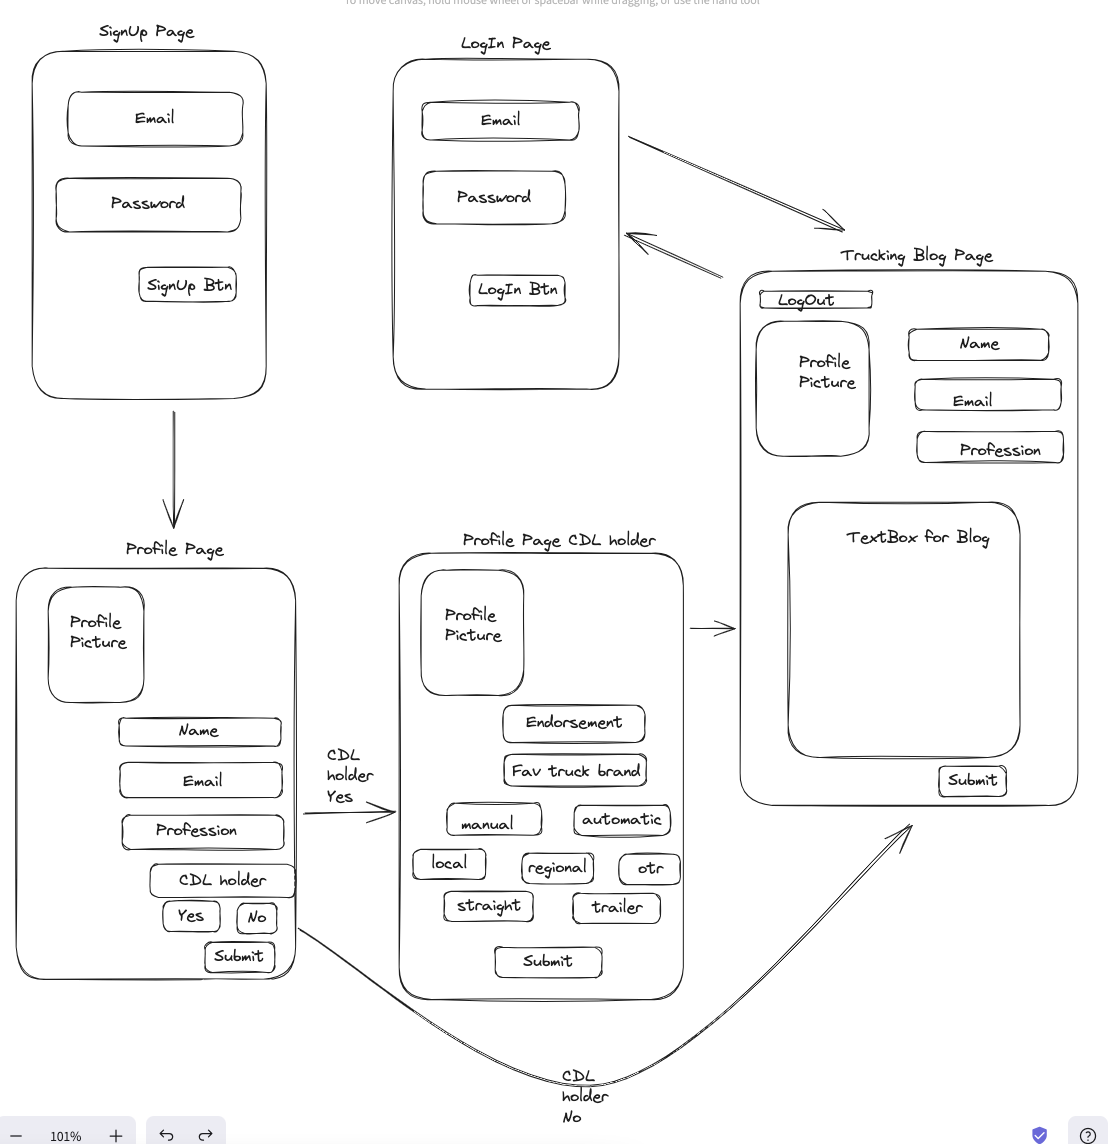 To move canvas, hold mouse wheel or spacebar while dragging, or use the hand tool
SignUp Page
Email
Password
SignUp Btn
LogIn Page
Email
Password
LogIn Btn
Trucking Blog Page
LogOut
Profile
Picture
Name
Email
Profession
TextBox for Blog
Submit
Profile Page
Profile
Picture
Name
Email
Profession
CDL holder
Yes
No
Submit
CDL
holder
Yes
Profile Page CDL holder
Profile
Picture
Endorsement
Fav truck brand
manual
automatic
local
regional
otr
straight
trailer
Submit
CDL
holder
No
101%